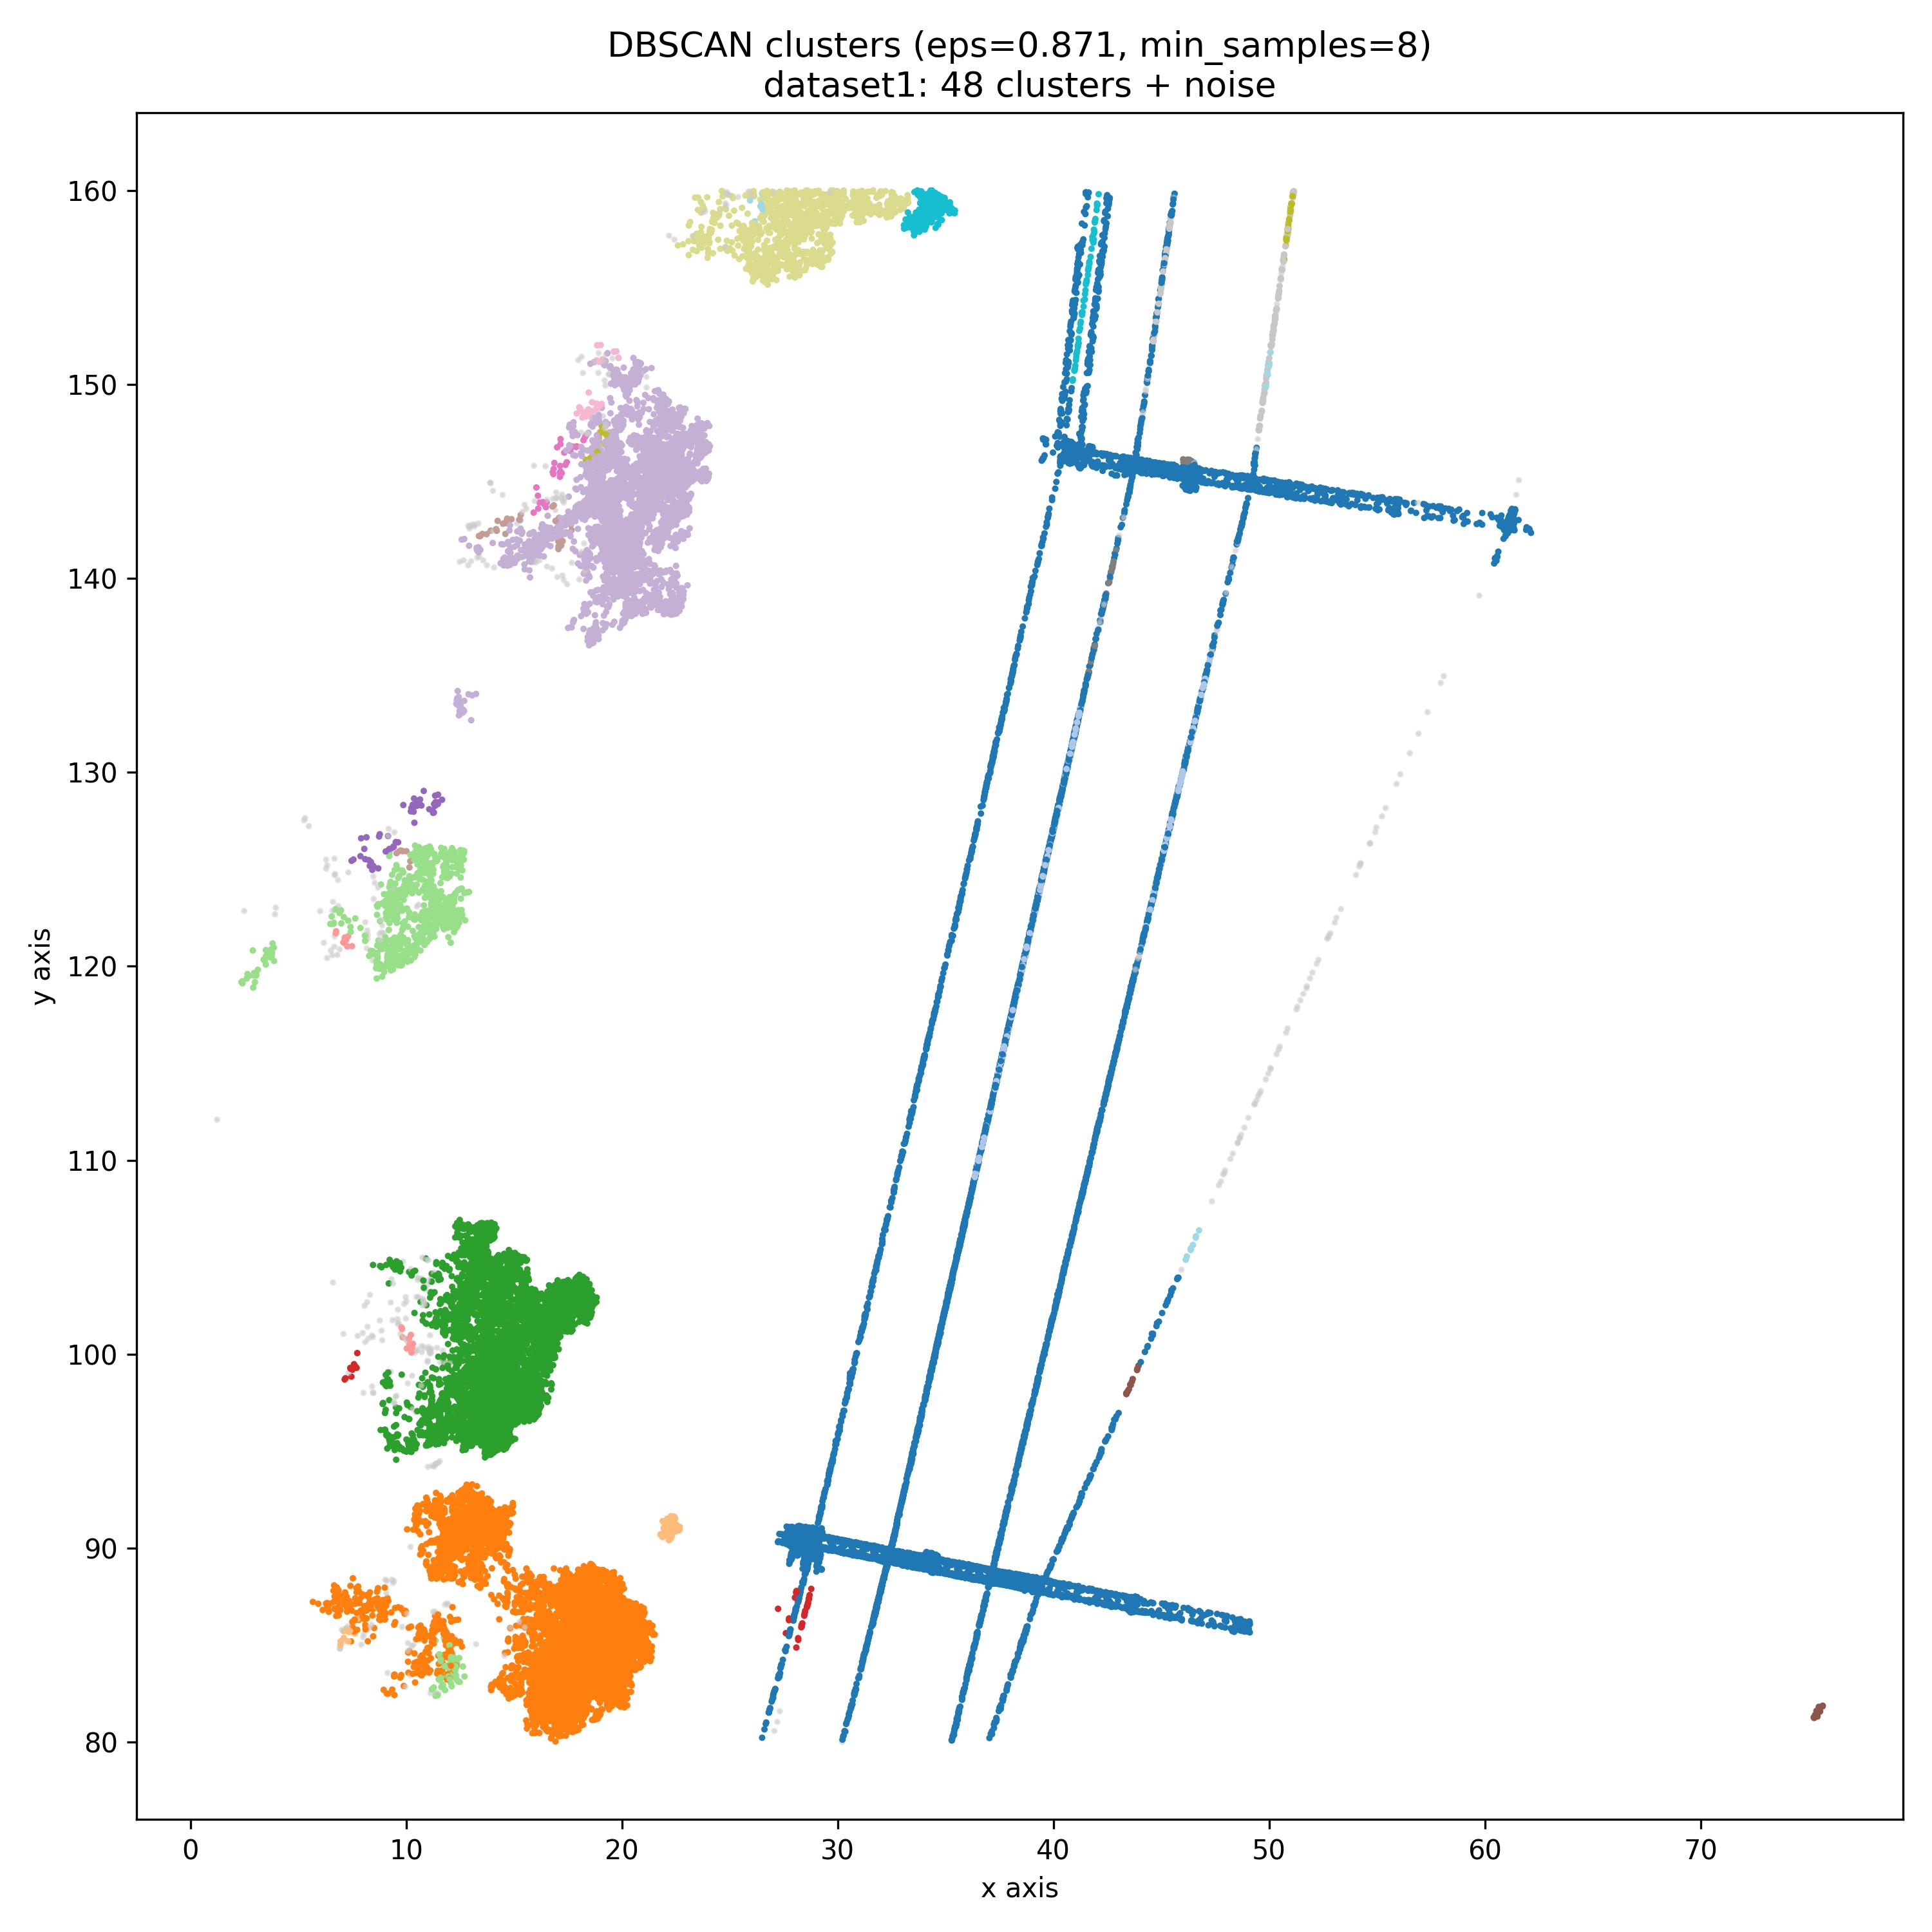 DBSCAN clusters (eps=0.871, min_samples=8)
dataset1: 48 clusters + noise
160
150
140
130
120
110
100
90
80
y axis
0 10 20 30 40 50 60 70
x axis